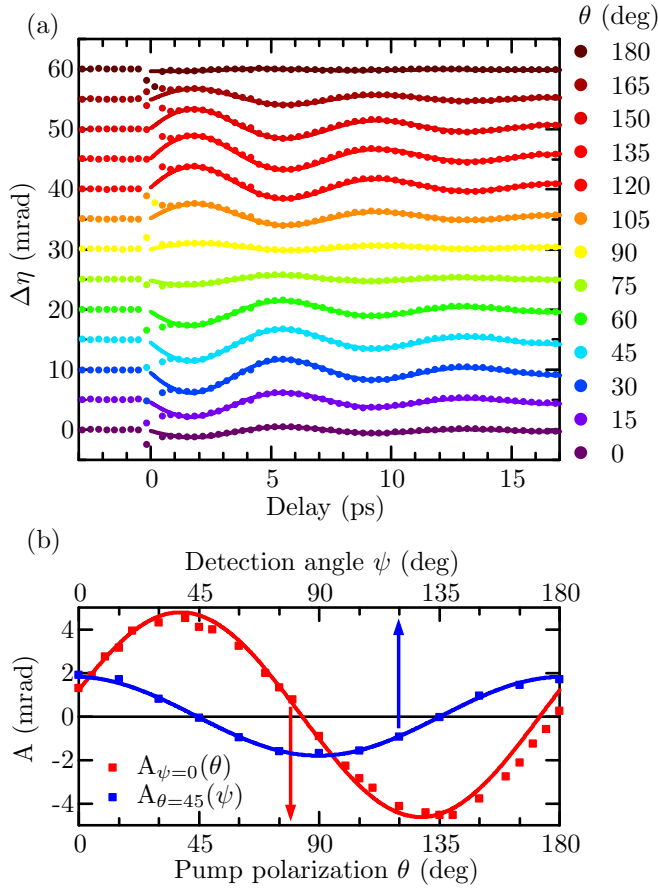 (a)
θ (deg)
60
50
40
30
20
10
0
Δη (mrad)
0 5 10 15
Delay (ps)
180
165
150
135
120
105
90
75
60
45
30
15
0
(b)
Detection angle ψ (deg)
0 45 90 135 180
4
2
0
-2
-4
A (mrad)
A_{ψ=0}(θ)
A_{θ=45}(ψ)
0 45 90 135 180
Pump polarization θ (deg)